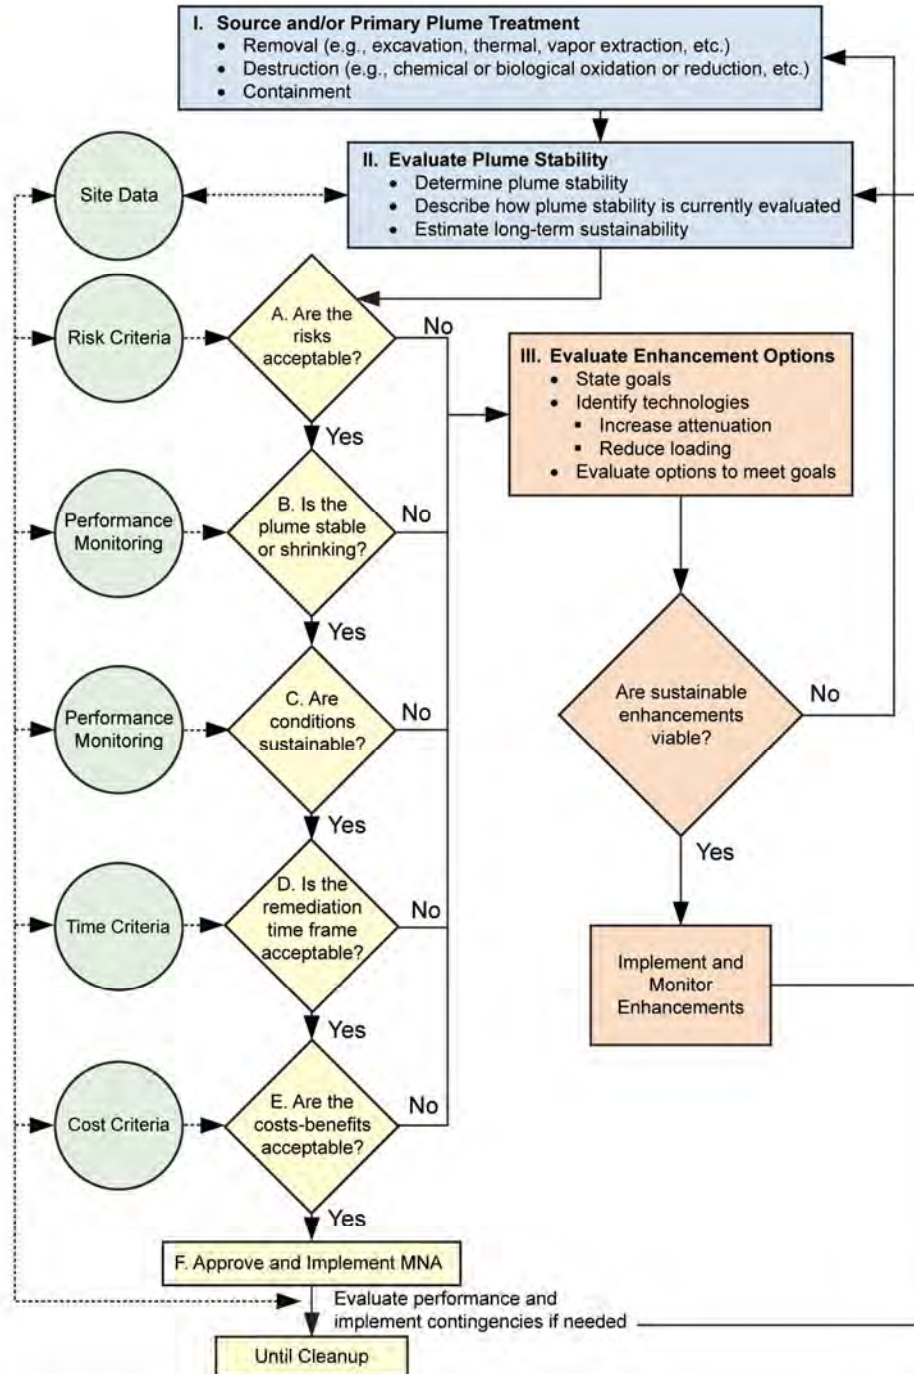 I. Source and/or Primary Plume Treatment
• Removal (e.g., excavation, thermal, vapor extraction, etc.)
• Destruction (e.g., chemical or biological oxidation or reduction, etc.)
• Containment
II. Evaluate Plume Stability
• Determine plume stability
• Describe how plume stability is currently evaluated
• Estimate long-term sustainability
Site Data
Risk Criteria
A. Are the
risks
acceptable?
No
Yes
III. Evaluate Enhancement Options
• State goals
• Identify technologies
▪ Increase attenuation
▪ Reduce loading
• Evaluate options to meet goals
Performance
Monitoring
B. Is the
plume stable
or shrinking?
No
Yes
Performance
Monitoring
C. Are
conditions
sustainable?
No
Yes
Are sustainable
enhancements
viable?
No
Yes
Time Criteria
D. Is the
remediation
time frame
acceptable?
No
Yes
Implement and
Monitor
Enhancements
Cost Criteria
E. Are the
costs-benefits
acceptable?
No
Yes
F. Approve and Implement MNA
Evaluate performance and
implement contingencies if needed
Until Cleanup